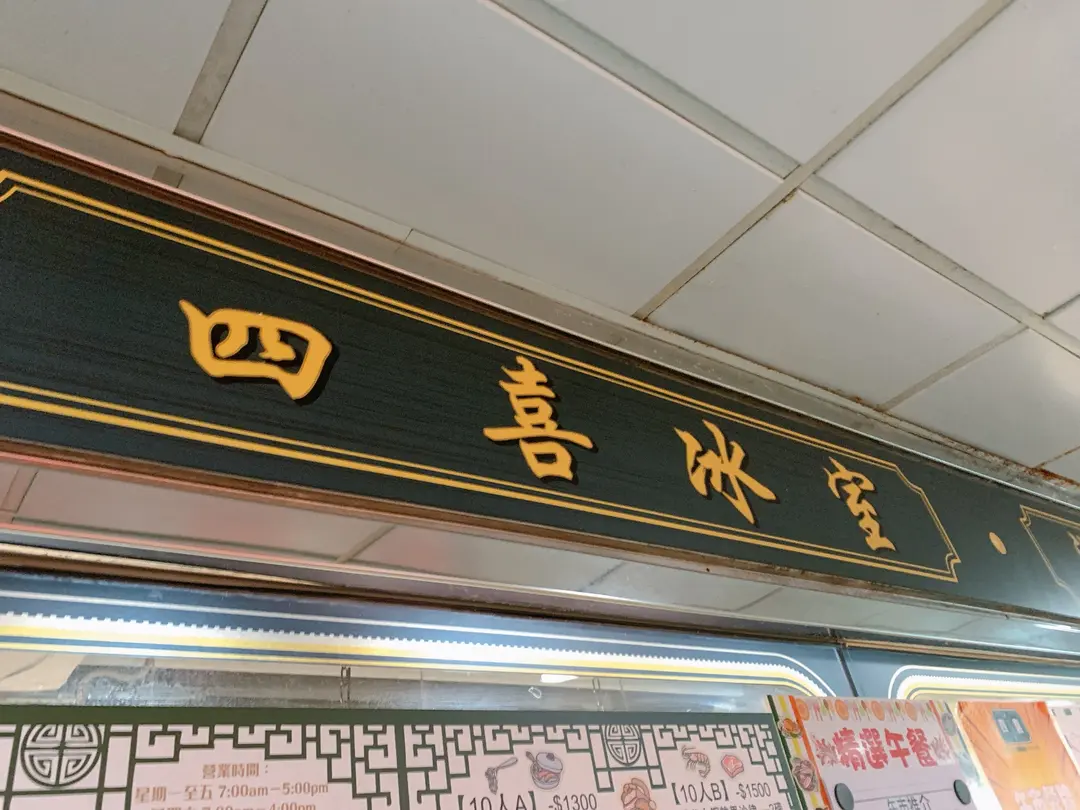 四喜冰室
營業時間：
星期一至五 7:00am－5:00pm
【10人A】-$1300
【10人B】-$1500
精選午餐